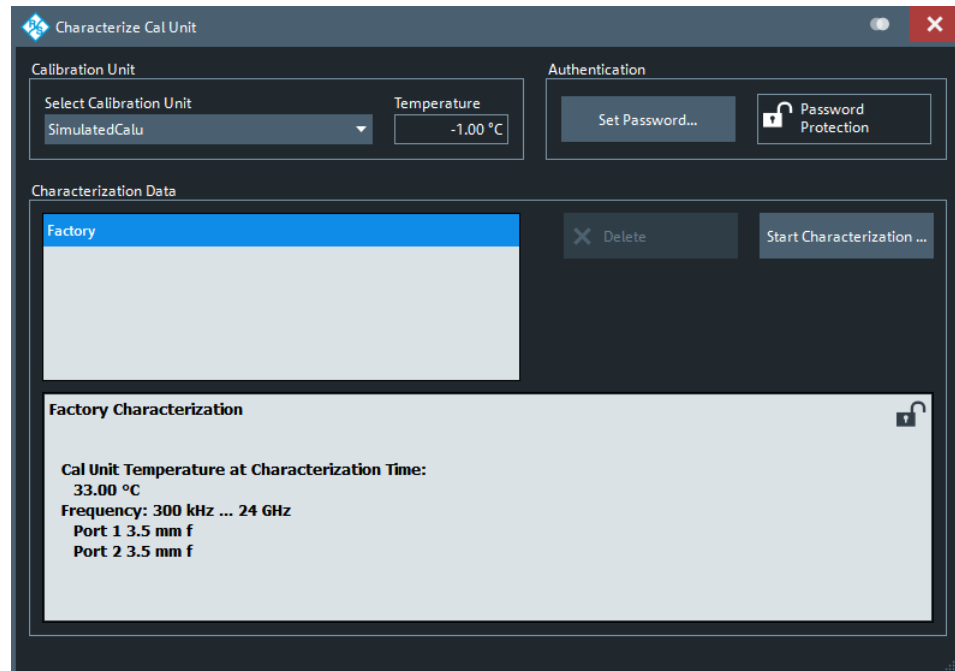 R&S
Characterize Cal Unit
Calibration Unit
Select Calibration Unit
Temperature
SimulatedCalu
-1.00 °C
Authentication
Set Password...
Password
Protection
Characterization Data
Factory
Delete
Start Characterization ...
Factory Characterization
Cal Unit Temperature at Characterization Time:
33.00 °C
Frequency: 300 kHz ... 24 GHz
Port 1 3.5 mm f
Port 2 3.5 mm f